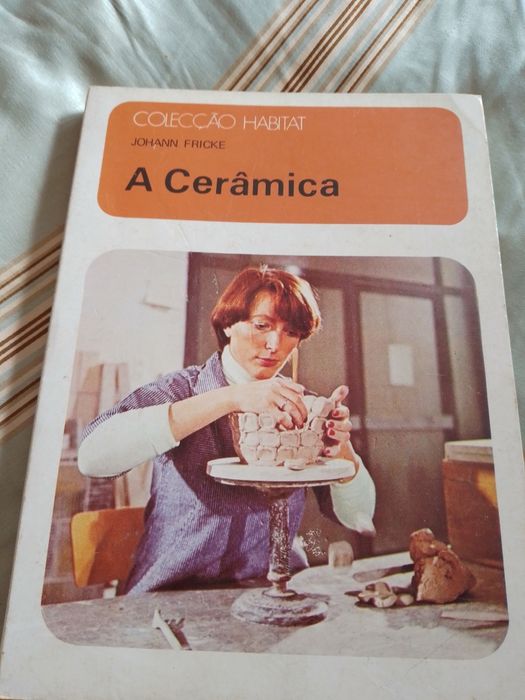 COLECÇÃO HABITAT
JOHANN FRICKE
A Cerâmica